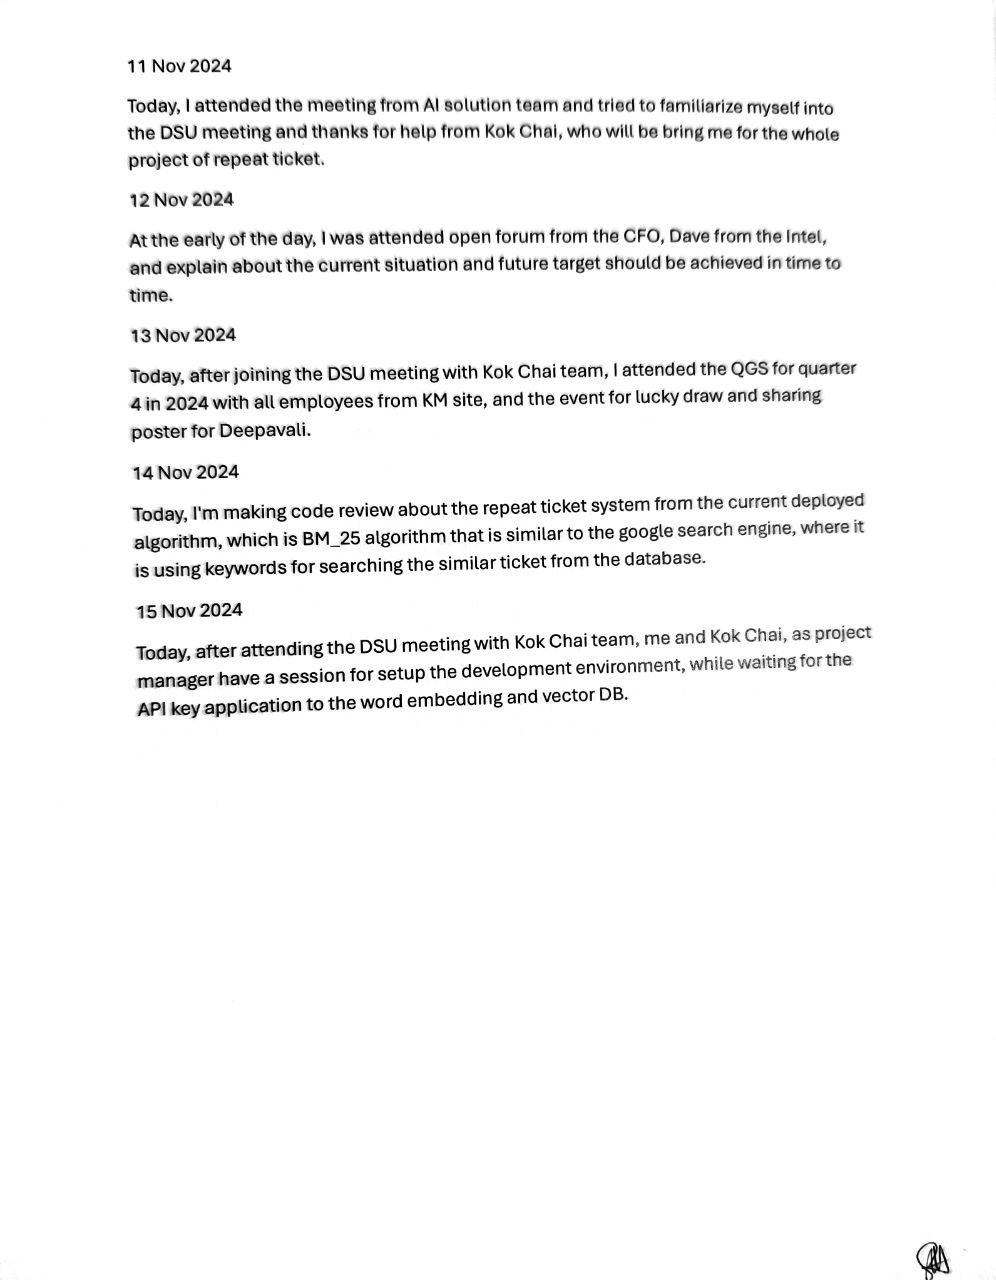 11 Nov 2024
Today, I attended the meeting from AI solution team and tried to familiarize myself into
the DSU meeting and thanks for help from Kok Chai, who will be bring me for the whole
project of repeat ticket.
12 Nov 2024
At the early of the day, I was attended open forum from the CFO, Dave from the Intel,
and explain about the current situation and future target should be achieved in time to
time.
13 Nov 2024
Today, after joining the DSU meeting with Kok Chai team, I attended the QGS for quarter
4 in 2024 with all employees from KM site, and the event for lucky draw and sharing
poster for Deepavali.
14 Nov 2024
Today, I'm making code review about the repeat ticket system from the current deployed
algorithm, which is BM_25 algorithm that is similar to the google search engine, where it
is using keywords for searching the similar ticket from the database.
15 Nov 2024
Today, after attending the DSU meeting with Kok Chai team, me and Kok Chai, as project
manager have a session for setup the development environment, while waiting for the
API key application to the word embedding and vector DB.